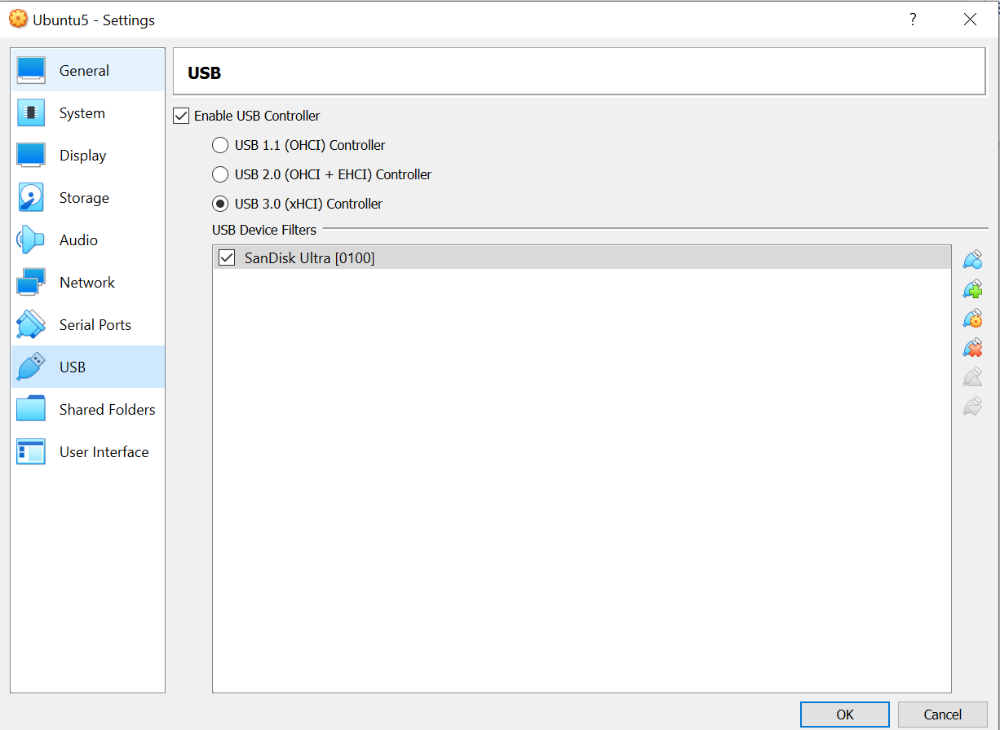 Ubuntu5 - Settings
?
General
System
Display
Storage
Audio
Network
Serial Ports
USB
Shared Folders
User Interface
USB
Enable USB Controller
USB 1.1 (OHCI) Controller
USB 2.0 (OHCI + EHCI) Controller
USB 3.0 (xHCI) Controller
USB Device Filters
SanDisk Ultra [0100]
OK
Cancel